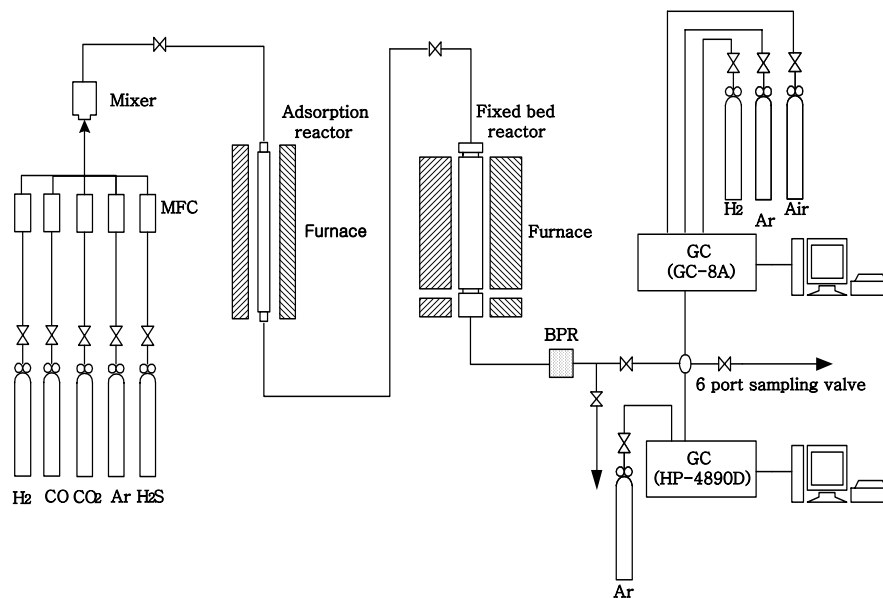 Mixer
Adsorption
reactor
Fixed bed
reactor
MFC
Furnace
Furnace
H2
Ar
Air
GC
(GC-8A)
BPR
6 port sampling valve
GC
(HP-4890D)
H2 CO CO2 Ar H2S
Ar